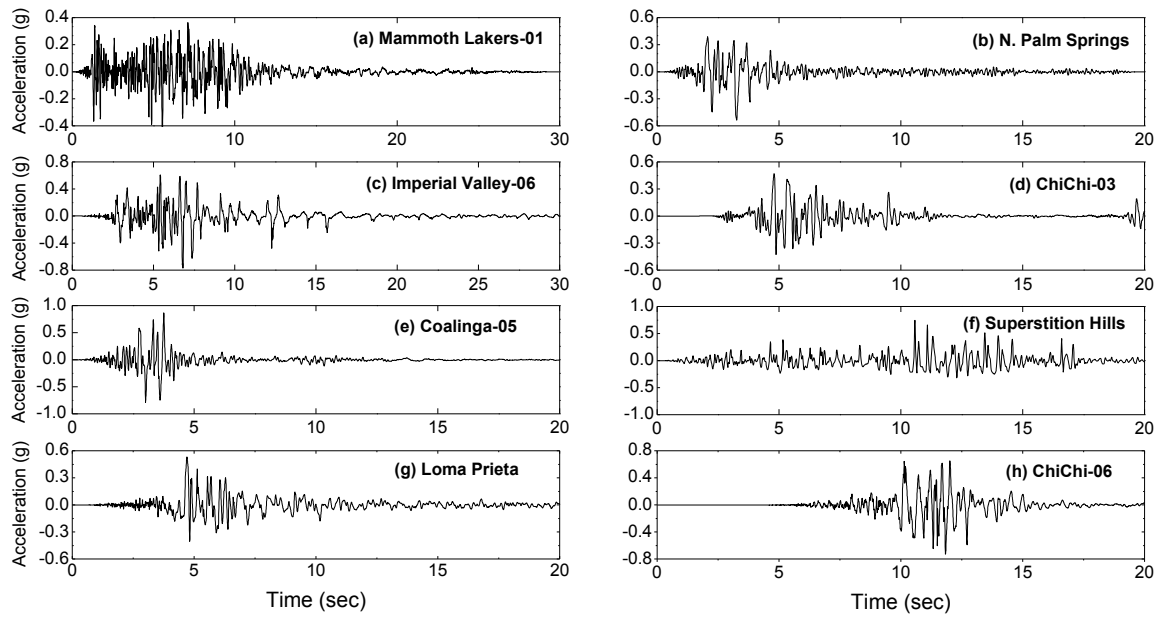 Acceleration (g)
0.4
0.2
0.0
-0.2
-0.4
(a) Mammoth Lakers-01
0 10 15 20 25 30
0.6
0.3
0.0
-0.3
-0.6
(b) N. Palm Springs
0 5 10 15 20
Acceleration (g)
0.8
0.4
0.0
-0.4
-0.8
(c) Imperial Valley-06
0 5 10 15 20 25 30
0.6
0.3
0.0
-0.3
-0.6
(d) ChiChi-03
0 5 10 15 20
Acceleration (g)
1.0
0.5
0.0
-0.5
-1.0
(e) Coalinga-05
0 5 10 15 20
1.0
0.5
0.0
-0.5
-1.0
(f) Superstition Hills
0 5 10 15 20
Acceleration (g)
0.6
0.3
0.0
-0.3
-0.6
(g) Loma Prieta
0 5 10 15 20
Time (sec)
0.8
0.4
0.0
-0.4
-0.8
(h) ChiChi-06
0 5 10 15 20
Time (sec)